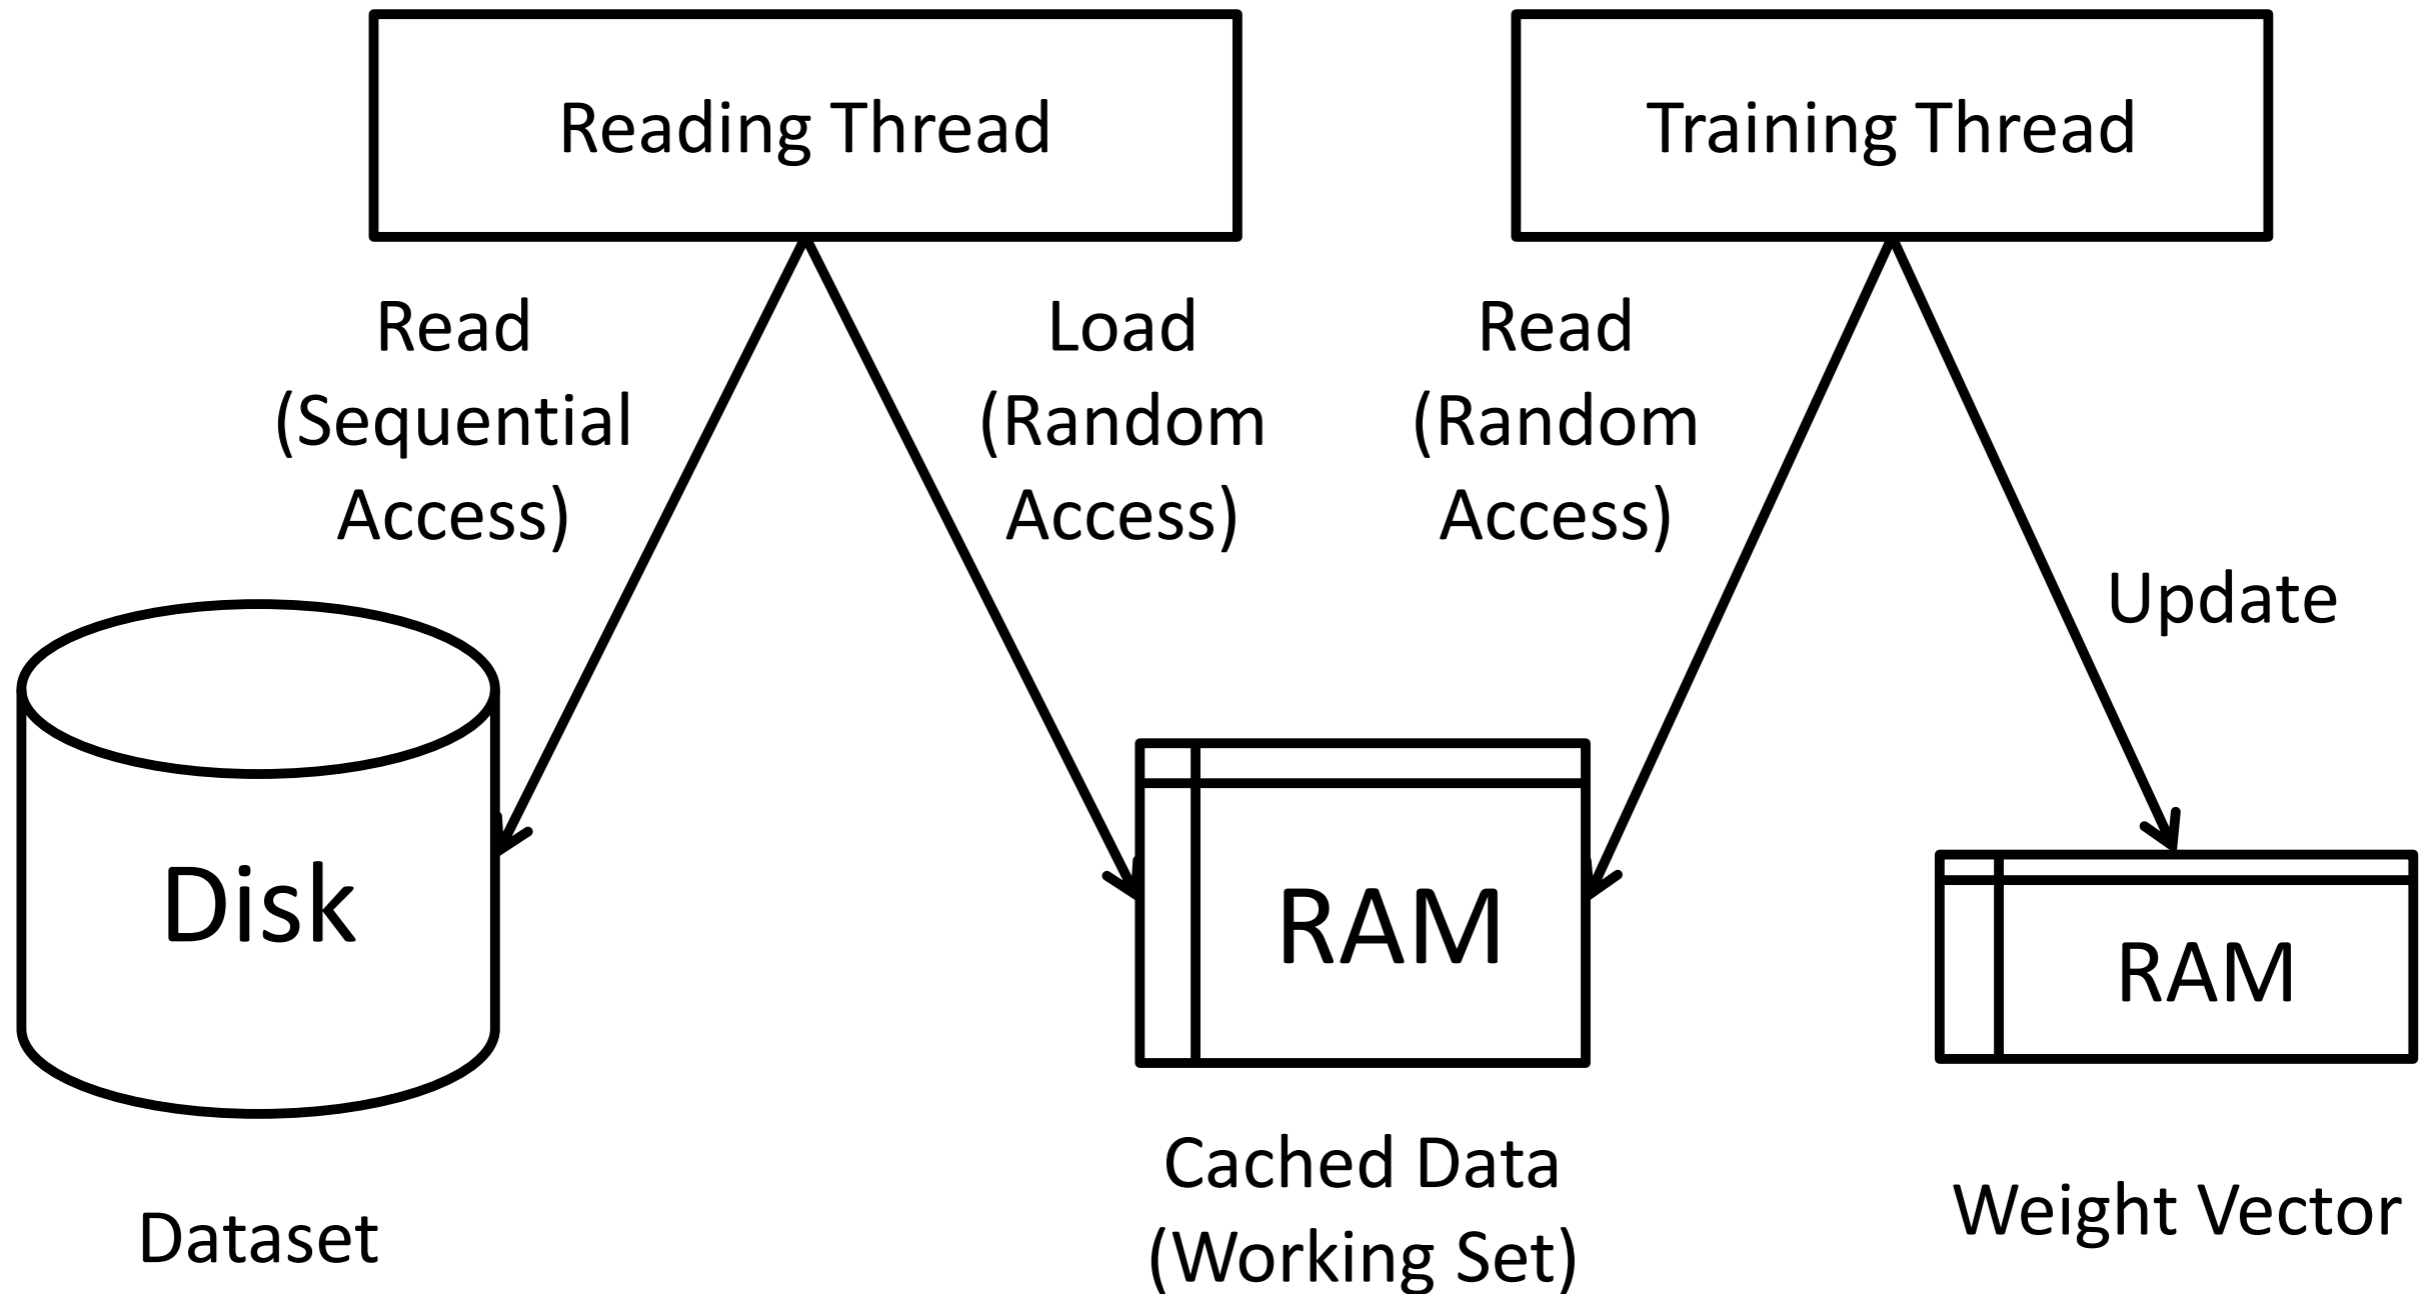 Reading Thread
Training Thread
Read
(Sequential
Access)
Load
(Random
Access)
Read
(Random
Access)
Update
Disk
RAM
RAM
Dataset
Cached Data
(Working Set)
Weight Vector